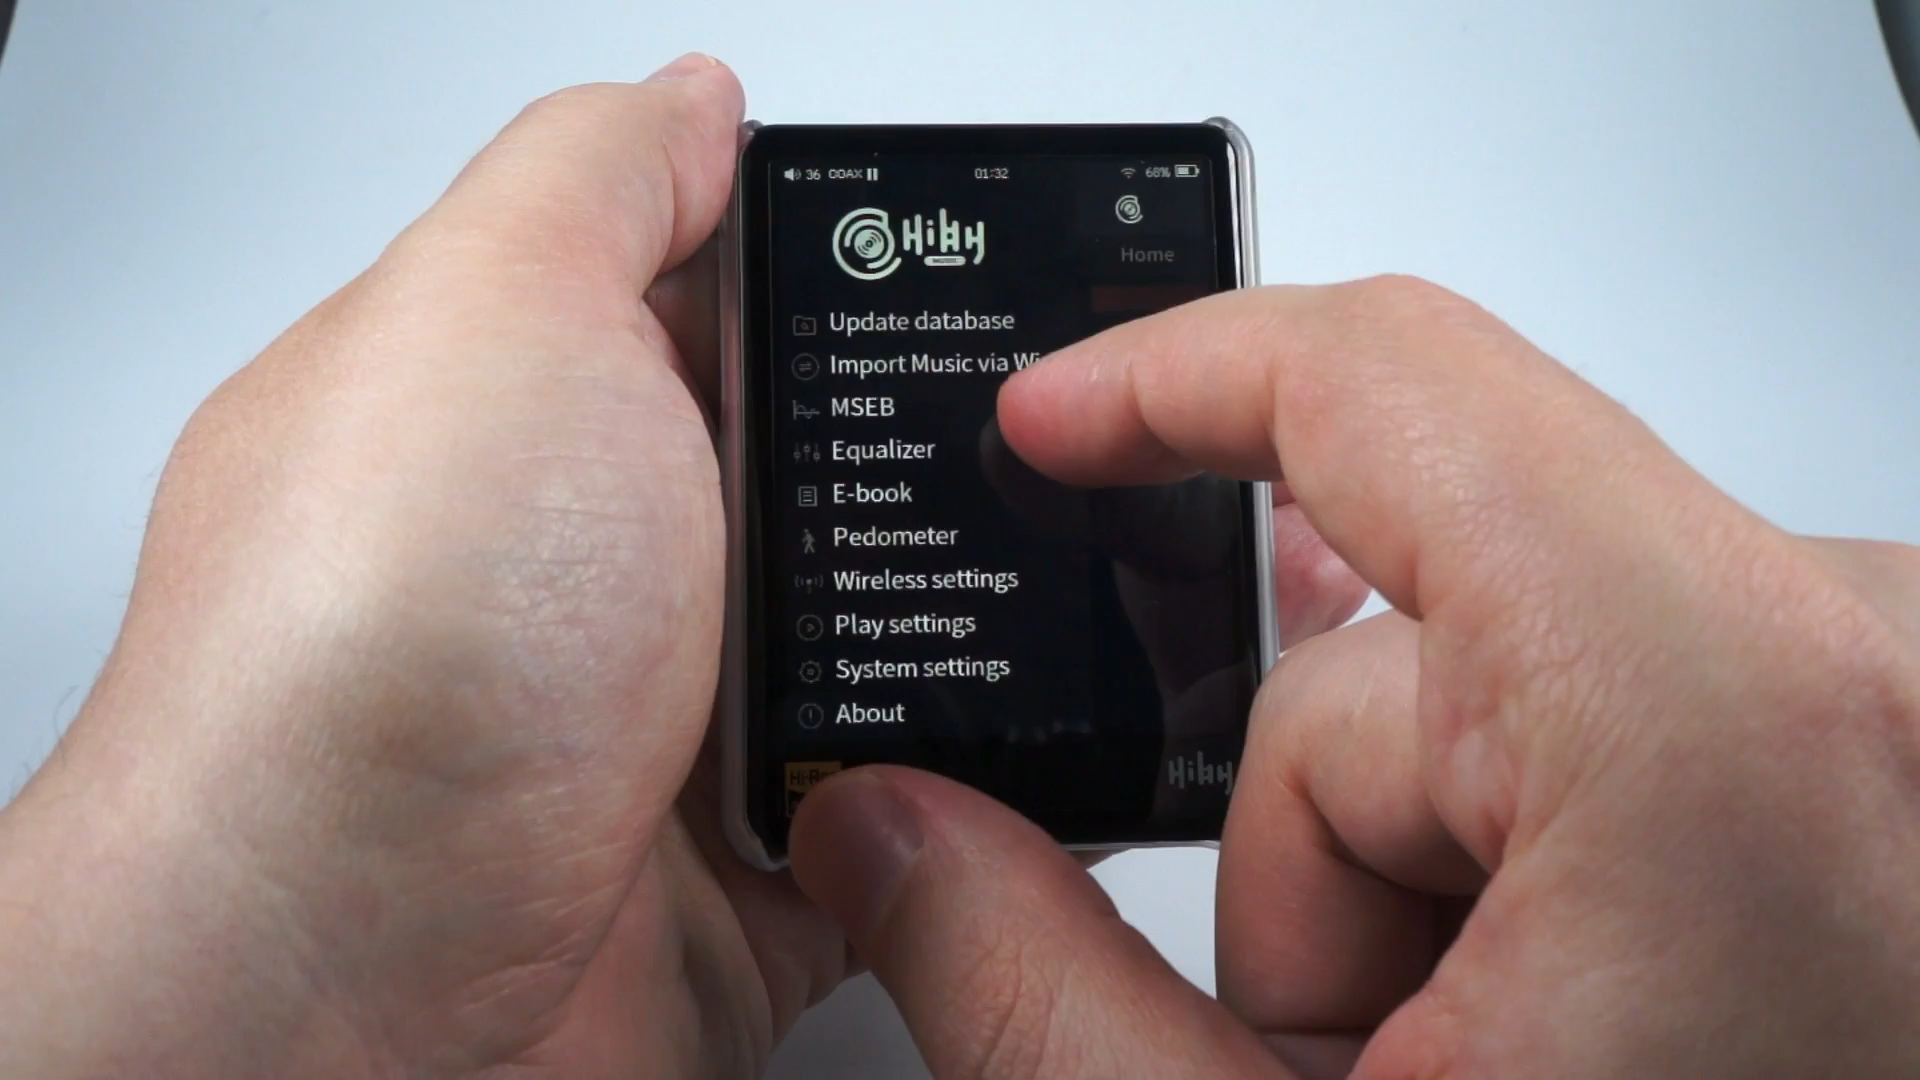 36 COAX 01:32 68%
HiBy
MUSIC
Home
Update database
Import Music via
MSEB
Equalizer
E-book
Pedometer
Wireless settings
Play settings
System settings
About
HiBy